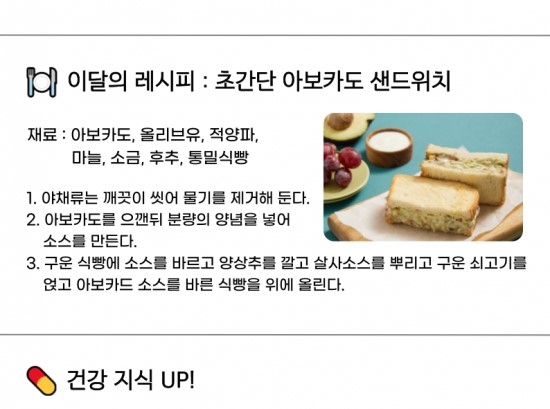 이달의 레시피 : 초간단 아보카도 샌드위치
재료 : 아보카도, 올리브유, 적양파,
마늘, 소금, 후추, 통밀식빵
1. 야채류는 깨끗이 씻어 물기를 제거해 둔다.
2. 아보카도를 으깬뒤 분량의 양념을 넣어
소스를 만든다.
3. 구운 식빵에 소스를 바르고 양상추를 깔고 살사소스를 뿌리고 구운 쇠고기를
얹고 아보카드 소스를 바른 식빵을 위에 올린다.
건강 지식 UP!